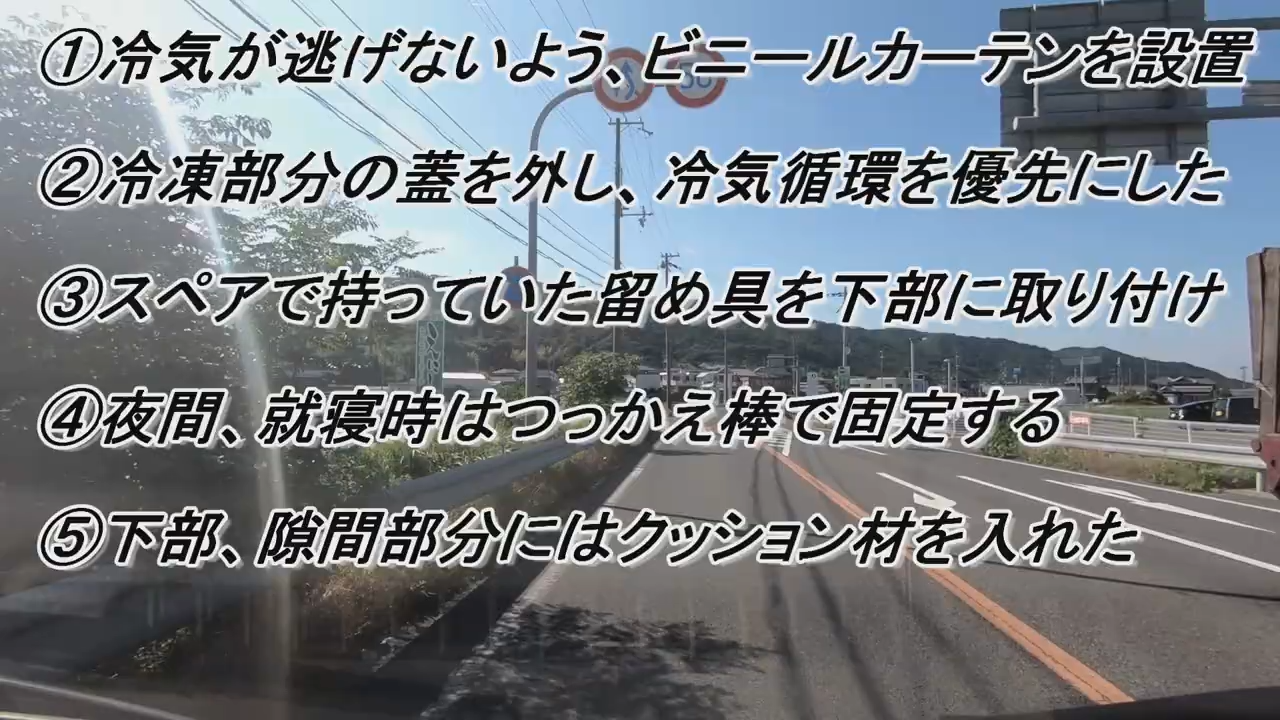 ①冷気が逃げないよう、ビニールカーテンを設置
②冷凍部分の蓋を外し、冷気循環を優先にした
③スペアで持っていた留め具を下部に取り付け
④夜間、就寝時はつっかえ棒で固定する
⑤下部、隙間部分にはクッション材を入れた